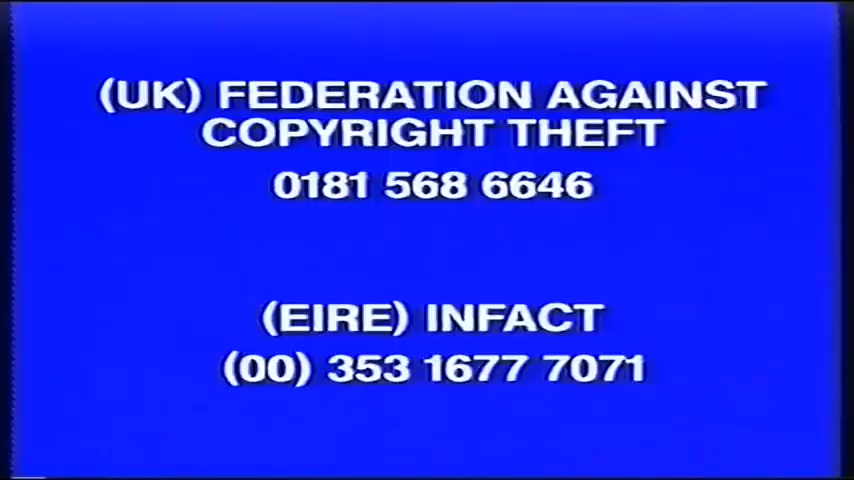 (UK) FEDERATION AGAINST
COPYRIGHT THEFT
0181 568 6646
(EIRE) INFACT
(00) 353 1677 7071